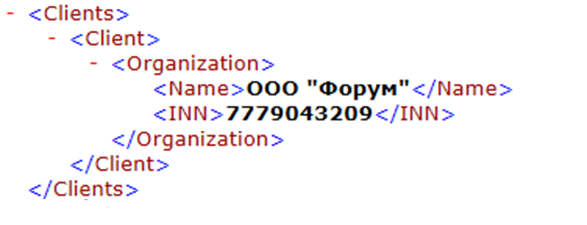 - <Clients>
- <Client>
- <Organization>
<Name>ООО "Форум"</Name>
<INN>7779043209</INN>
</Organization>
</Client>
</Clients>